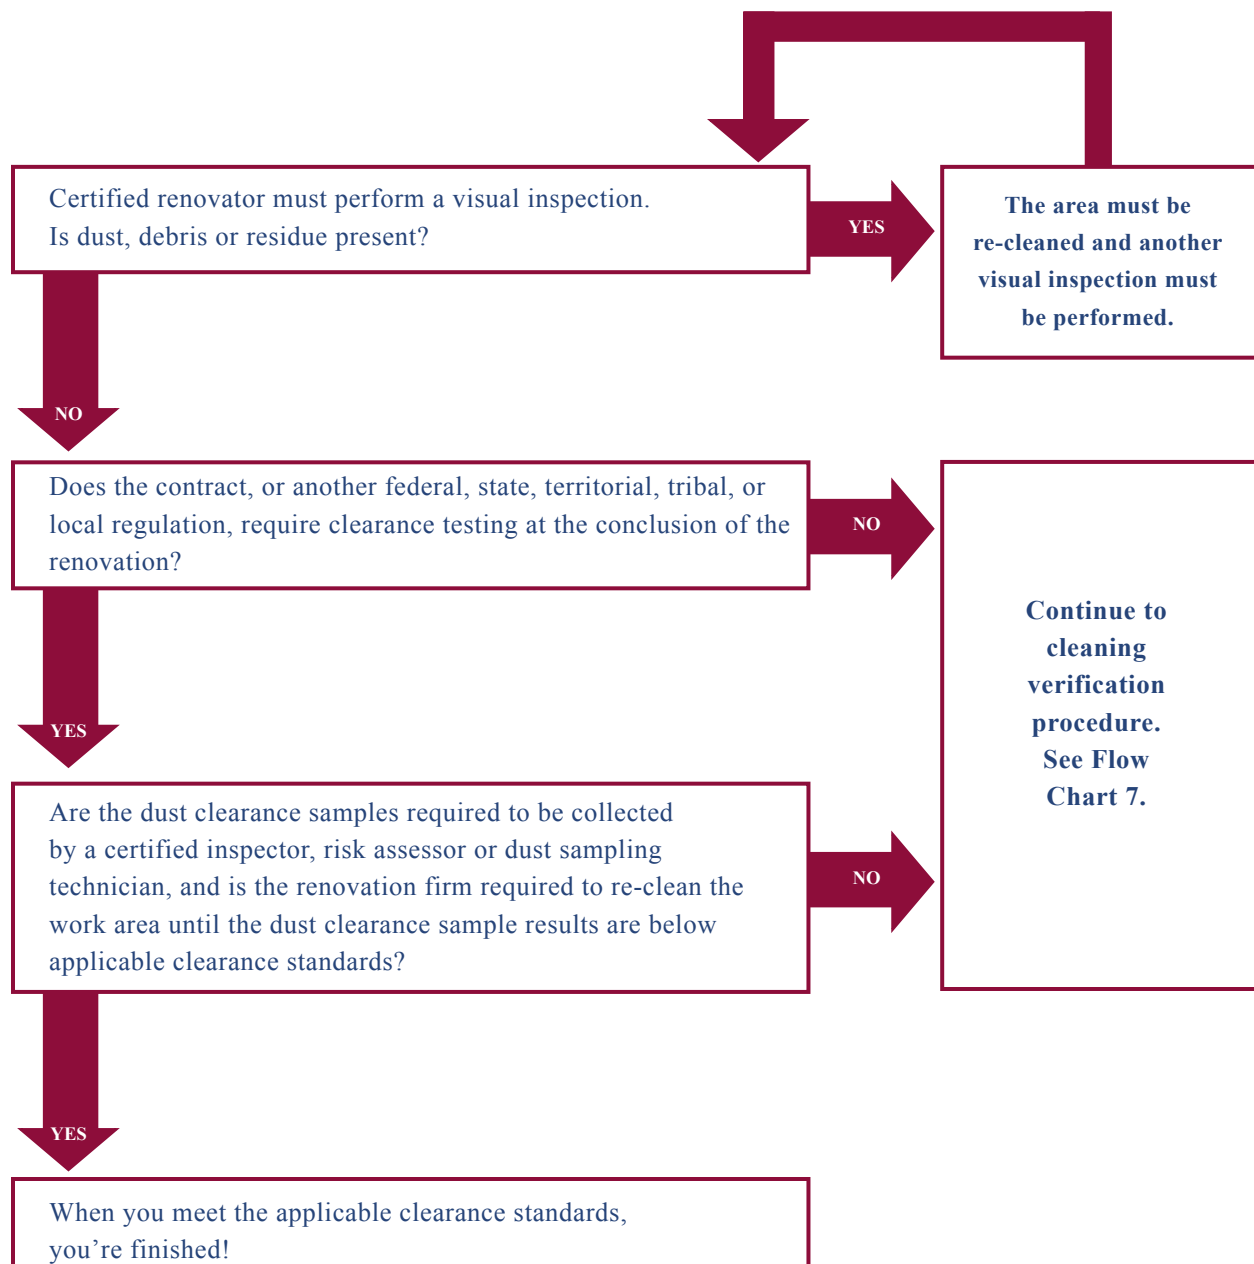 Certified renovator must perform a visual inspection.
Is dust, debris or residue present?
YES
The area must be
re-cleaned and another
visual inspection must
be performed.
NO
Does the contract, or another federal, state, territorial, tribal, or
local regulation, require clearance testing at the conclusion of the
renovation?
NO
Continue to
cleaning
verification
procedure.
See Flow
Chart 7.
YES
Are the dust clearance samples required to be collected
by a certified inspector, risk assessor or dust sampling
technician, and is the renovation firm required to re-clean the
work area until the dust clearance sample results are below
applicable clearance standards?
NO
YES
When you meet the applicable clearance standards,
you’re finished!